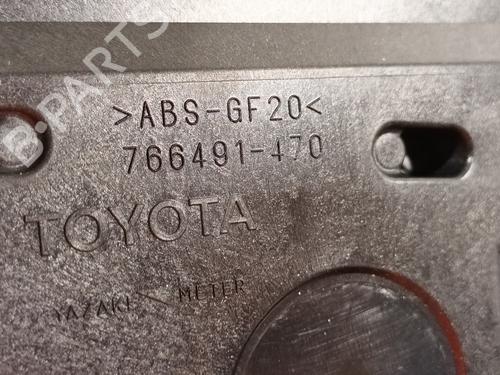 B-PARTS
>ABS-GF20<
766491-470
TOYOTA
YAZAKI METER